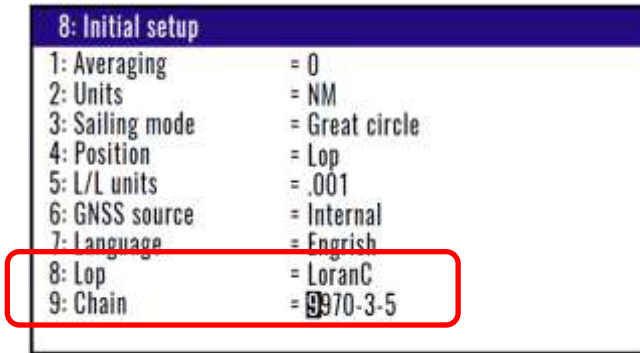 8: Initial setup
1: Averaging = 0
2: Units = NM
3: Sailing mode = Great circle
4: Position = Lop
5: L/L units = .001
6: GNSS source = Internal
7: Language = Engrish
8: Lop = LoranC
9: Chain = 9970-3-5